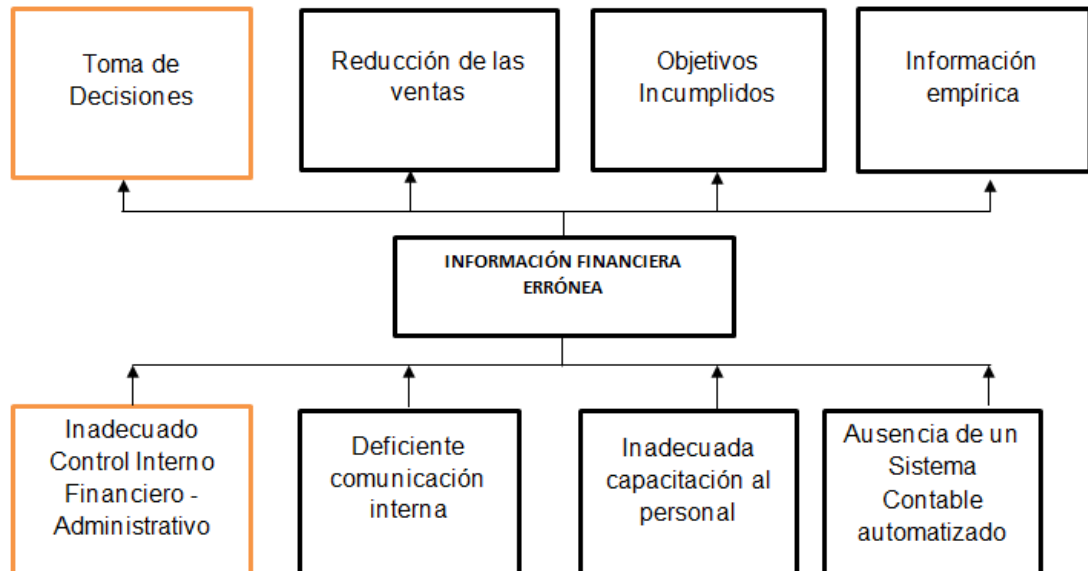 Toma de
Decisiones
Reducción de las
ventas
Objetivos
Incumplidos
Información
empírica
INFORMACIÓN FINANCIERA
ERRÓNEA
Inadecuado
Control Interno
Financiero -
Administrativo
Deficiente
comunicación
interna
Inadecuada
capacitación al
personal
Ausencia de un
Sistema
Contable
automatizado